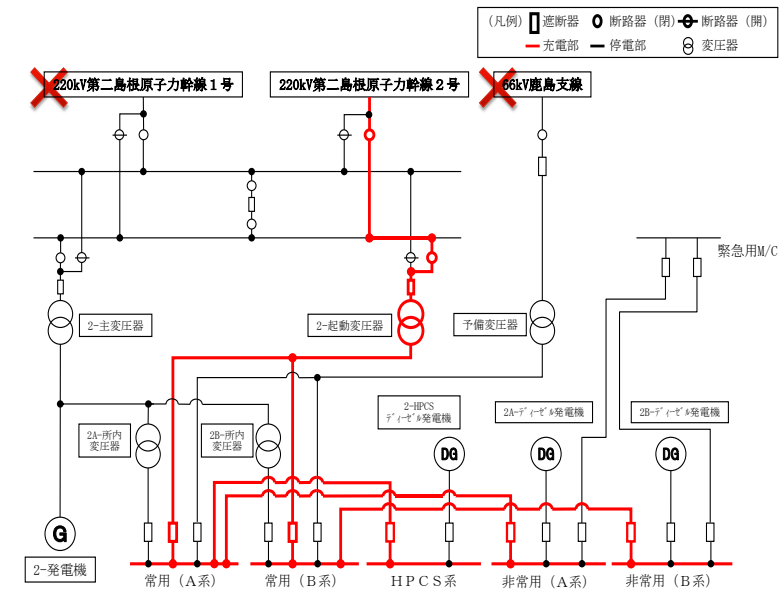 (凡例) 遮断器 断路器(閉) 断路器(開)
充電部 停電部 変圧器
220kV第二島根原子力幹線1号
220kV第二島根原子力幹線2号
66kV鹿島支線
緊急用M/C
2-主変圧器
2-起動変圧器
予備変圧器
2-HPCS
ディーゼル発電機
2A-ディーゼル発電機
2B-ディーゼル発電機
2A-所内
変圧器
2B-所内
変圧器
DG
DG
DG
G
2-発電機
常用(A系)
常用(B系)
HPCS系
非常用(A系)
非常用(B系)